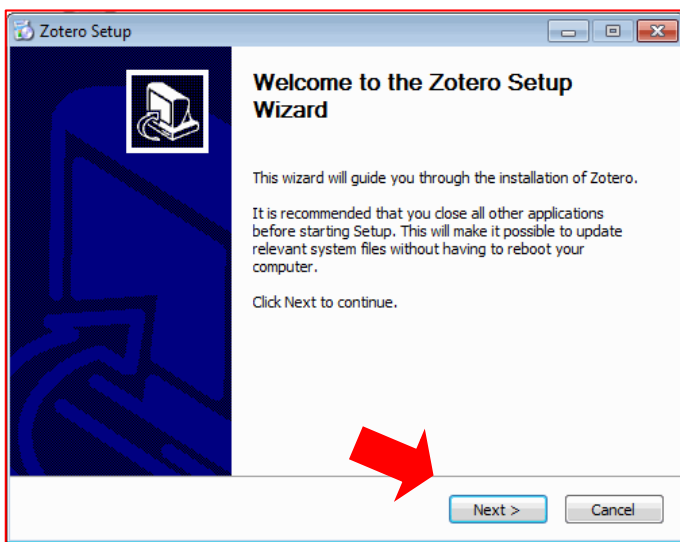 Zotero Setup
Welcome to the Zotero Setup
Wizard
This wizard will guide you through the installation of Zotero.
It is recommended that you close all other applications
before starting Setup. This will make it possible to update
relevant system files without having to reboot your
computer.
Click Next to continue.
Next >
Cancel